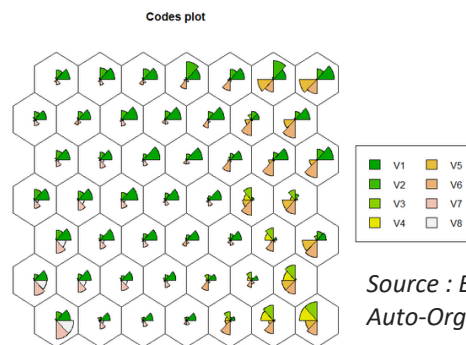 Codes plot
V1 V5
V2 V6
V3 V7
V4 V8
Source : E
Auto-Org